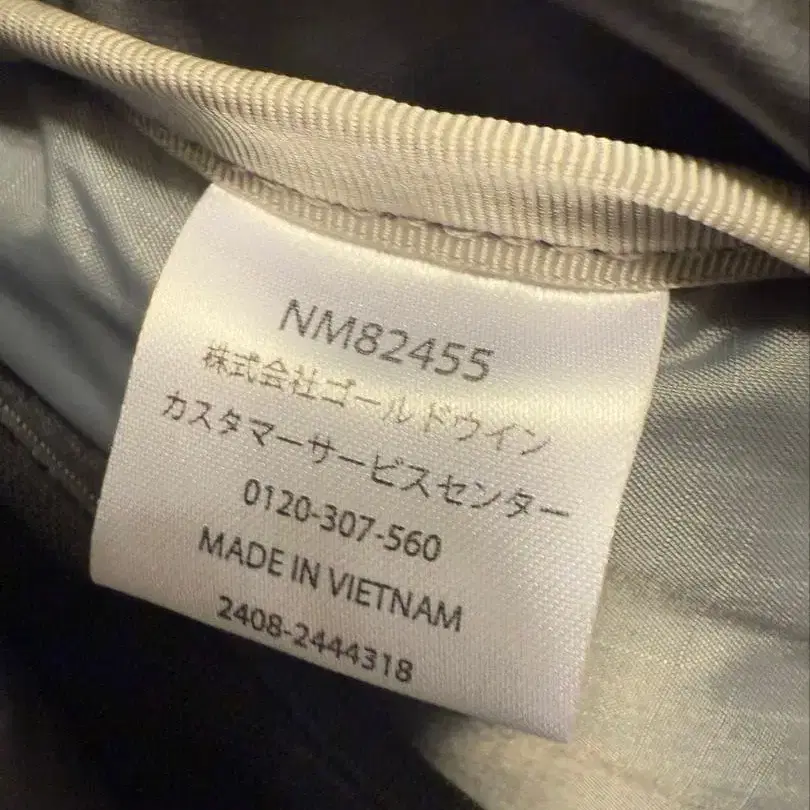 NM82455
株式会社ゴールドウイン
カスタマーサービスセンター
0120-307-560
MADE IN VIETNAM
2408-2444318